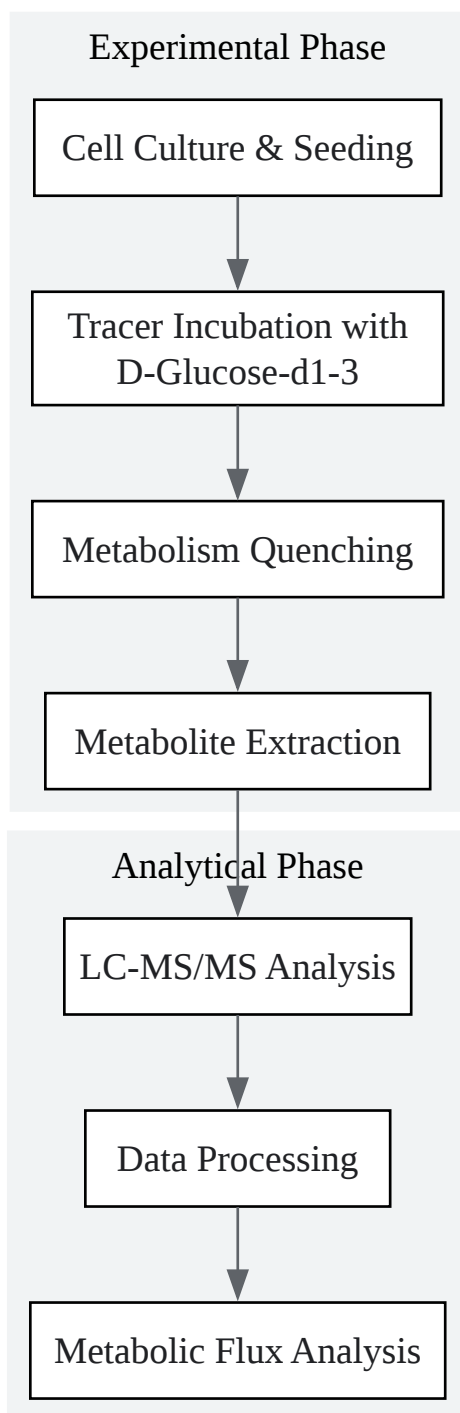 Experimental Phase
Cell Culture & Seeding
Tracer Incubation with
D-Glucose-d1-3
Metabolism Quenching
Metabolite Extraction
Analytical Phase
LC-MS/MS Analysis
Data Processing
Metabolic Flux Analysis